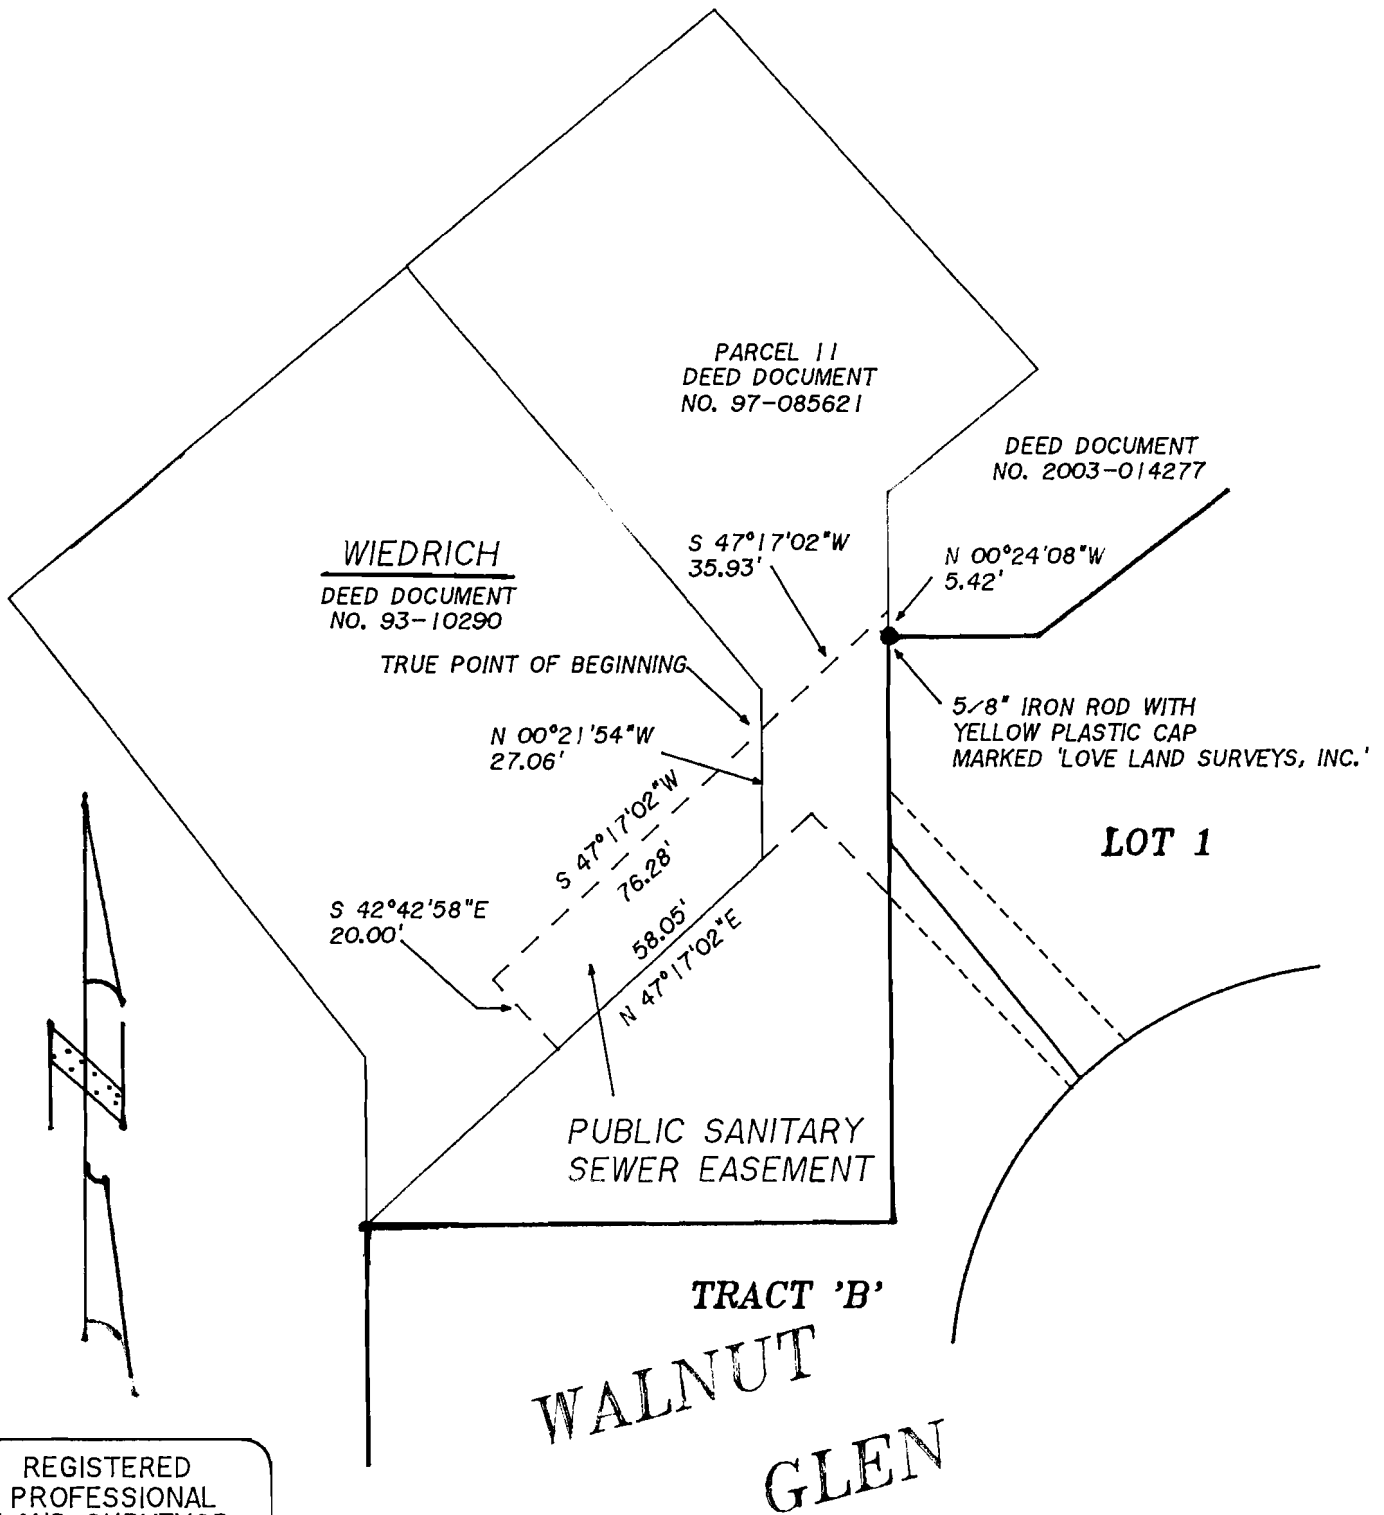 PARCEL II
DEED DOCUMENT
NO. 97-085621
DEED DOCUMENT
NO. 2003-014277
WIEDRICH
DEED DOCUMENT
NO. 93-10290
S 47°17'02"W
35.93'
N 00°24'08"W
5.42'
TRUE POINT OF BEGINNING
5/8" IRON ROD WITH
YELLOW PLASTIC CAP
MARKED 'LOVE LAND SURVEYS, INC.'
N 00°21'54"W
27.06'
S 47°17'02"W
76.28'
LOT 1
S 42°42'58"E
20.00'
58.05'
N 47°17'02"E
N
PUBLIC SANITARY
SEWER EASEMENT
TRACT 'B'
WALNUT
GLEN
REGISTERED
PROFESSIONAL
LAND SURVEYOR